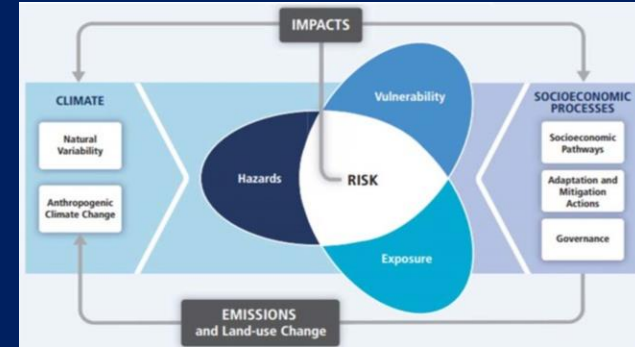 IMPACTS
CLIMATE
Natural
Variability
Anthropogenic
Climate Change
Vulnerability
Hazards
RISK
Exposure
SOCIOECONOMIC
PROCESSES
Socioeconomic
Pathways
Adaptation and
Mitigation
Actions
Governance
EMISSIONS
and Land-use Change